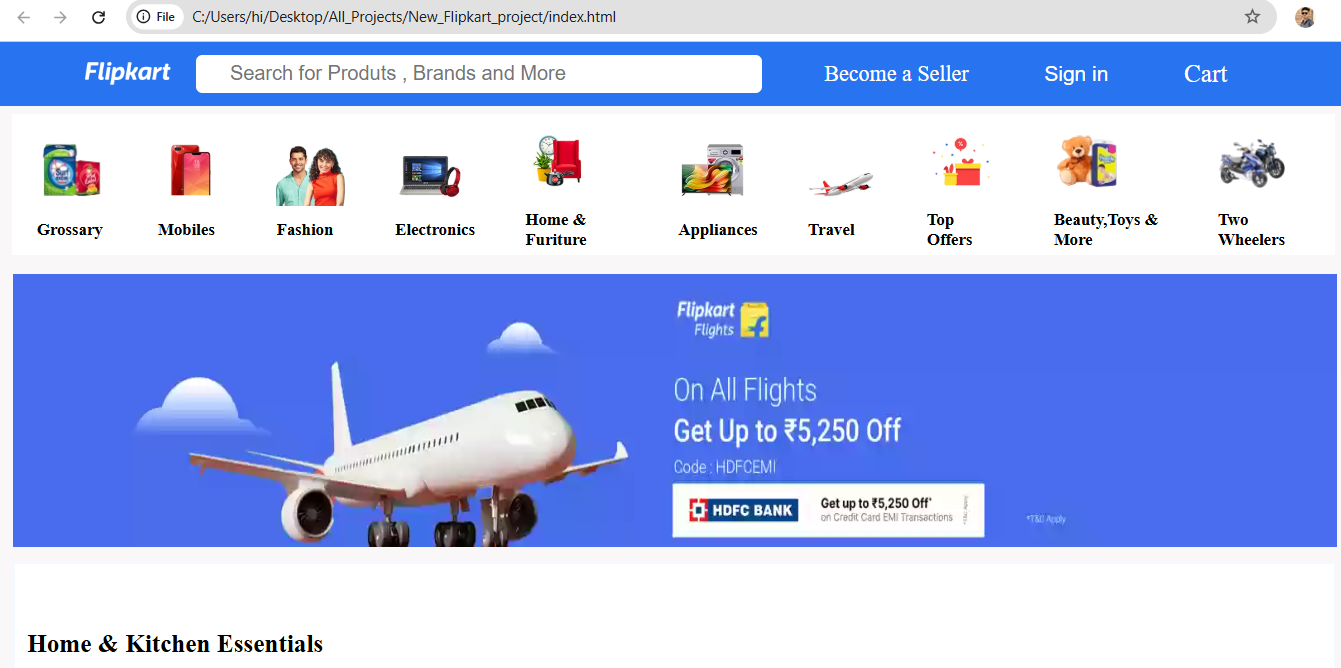 File C:/Users/hi/Desktop/All_Projects/New_Flipkart_project/index.html
Flipkart Search for Produts , Brands and More Become a Seller Sign in Cart
Grossary
Mobiles
Fashion
Electronics
Home &
Furiture
Appliances
Travel
Top
Offers
Beauty,Toys &
More
Two
Wheelers
Flipkart
Flights
On All Flights
Get Up to ₹5,250 Off
Code : HDFCEMI
HDFC BANK
Get up to ₹5,250 Off*
on Credit Card EMI Transactions
*T&C Apply
*T&C Apply
Home & Kitchen Essentials